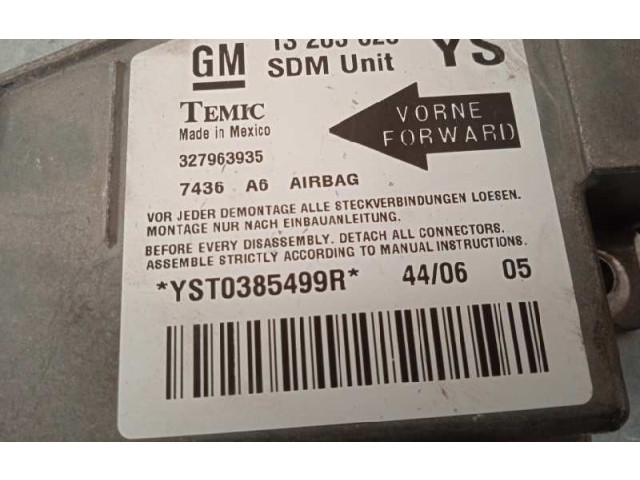 GM
SDM Unit
YS
TEMIC
Made in Mexico
VORNE
FORWARD
327963935
7436 A6 AIRBAG
VOR JEDER DEMONTAGE ALLE STECKVERBINDUNGEN LOESEN.
MONTAGE NUR NACH EINBAUANLEITUNG.
BEFORE EVERY DISASSEMBLY. DETACH ALL CONNECTORS.
ASSEMBLE STRICTLY ACCORDING TO MANUAL INSTRUCTIONS.
*YST0385499R* 44/06 05